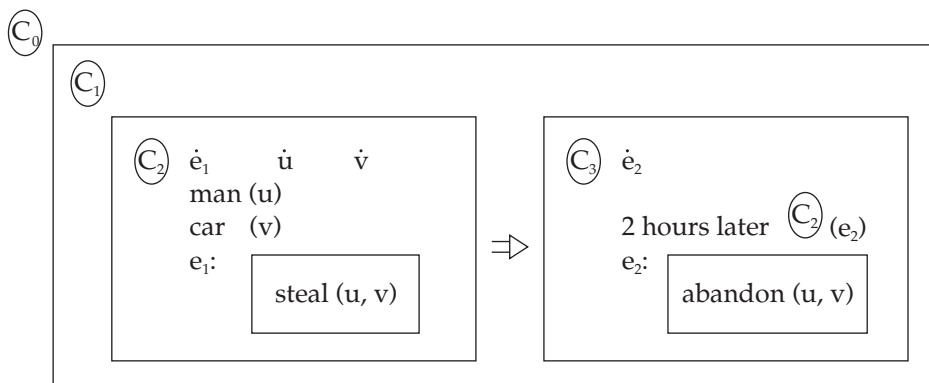 C₀
C₁
C₂ ė₁ u̇ v̇
man (u)
car (v)
e₁:
steal (u, v)
⇒
C₃ ė₂
2 hours later C₂ (e₂)
e₂:
abandon (u, v)